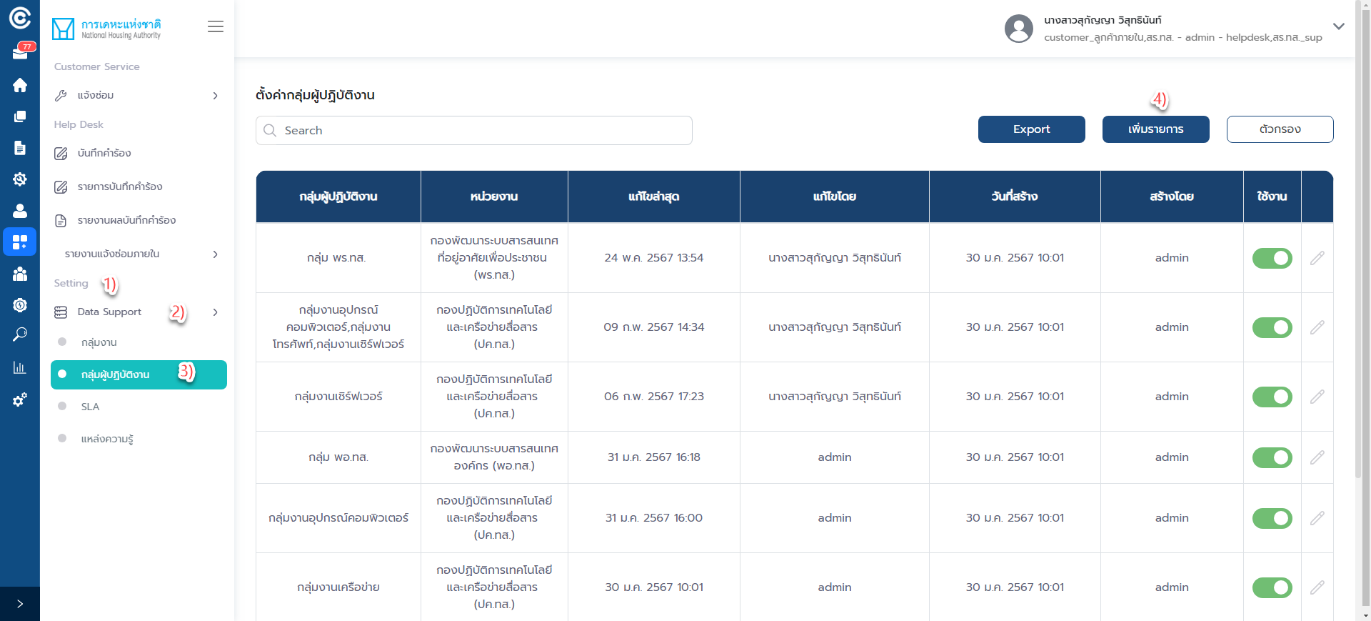 77
การเคหะแห่งชาติ
National Housing Authority
Customer Service
แจ้งซ่อม
Help Desk
บันทึกคำร้อง
รายการบันทึกคำร้อง
รายงานผลบันทึกคำร้อง
รายงานแจ้งซ่อมภายใน
Setting 1)
Data Support 2)
กลุ่มงาน
กลุ่มผู้ปฏิบัติงาน 3)
SLA
แหล่งความรู้
นางสาวสุกัญญา วิสุทธินันท์
customer_ลูกค้าภายใน,สร.ทส. - admin - helpdesk,สร.ทส._sup
ตั้งค่ากลุ่มผู้ปฏิบัติงาน
4)
Search
Export
เพิ่มรายการ
ตัวกรอง
กลุ่มผู้ปฏิบัติงาน หน่วยงาน แก้ไขล่าสุด แก้ไขโดย วันที่สร้าง สร้างโดย ใช้งาน
กองพัฒนาระบบสารสนเทศ
กลุ่ม พร.ทส. ที่อยู่อาศัยเพื่อประชาชน 24 พ.ค. 2567 13:54 นางสาวสุกัญญา วิสุทธินันท์ 30 ม.ค. 2567 10:01 admin
(พร.ทส.)
กลุ่มงานอุปกรณ์ กองปฏิบัติการเทคโนโลยี
คอมพิวเตอร์,กลุ่มงาน และเครือข่ายสื่อสาร 09 ก.พ. 2567 14:34 นางสาวสุกัญญา วิสุทธินันท์ 30 ม.ค. 2567 10:01 admin
โทรศัพท์,กลุ่มงานเซิร์ฟเวอร์ (ปค.ทส.)
กองปฏิบัติการเทคโนโลยี
กลุ่มงานเซิร์ฟเวอร์ และเครือข่ายสื่อสาร 06 ก.พ. 2567 17:23 นางสาวสุกัญญา วิสุทธินันท์ 30 ม.ค. 2567 10:01 admin
(ปค.ทส.)
กองพัฒนาระบบสารสนเทศ
กลุ่ม พอ.ทส. องค์กร (พอ.ทส.) 31 ม.ค. 2567 16:18 admin 30 ม.ค. 2567 10:01 admin
กองปฏิบัติการเทคโนโลยี
กลุ่มงานอุปกรณ์คอมพิวเตอร์ และเครือข่ายสื่อสาร 31 ม.ค. 2567 16:00 admin 30 ม.ค. 2567 10:01 admin
(ปค.ทส.)
กองปฏิบัติการเทคโนโลยี
กลุ่มงานเครือข่าย และเครือข่ายสื่อสาร 30 ม.ค. 2567 10:01 admin 30 ม.ค. 2567 10:01 admin
(ปค.ทส.)